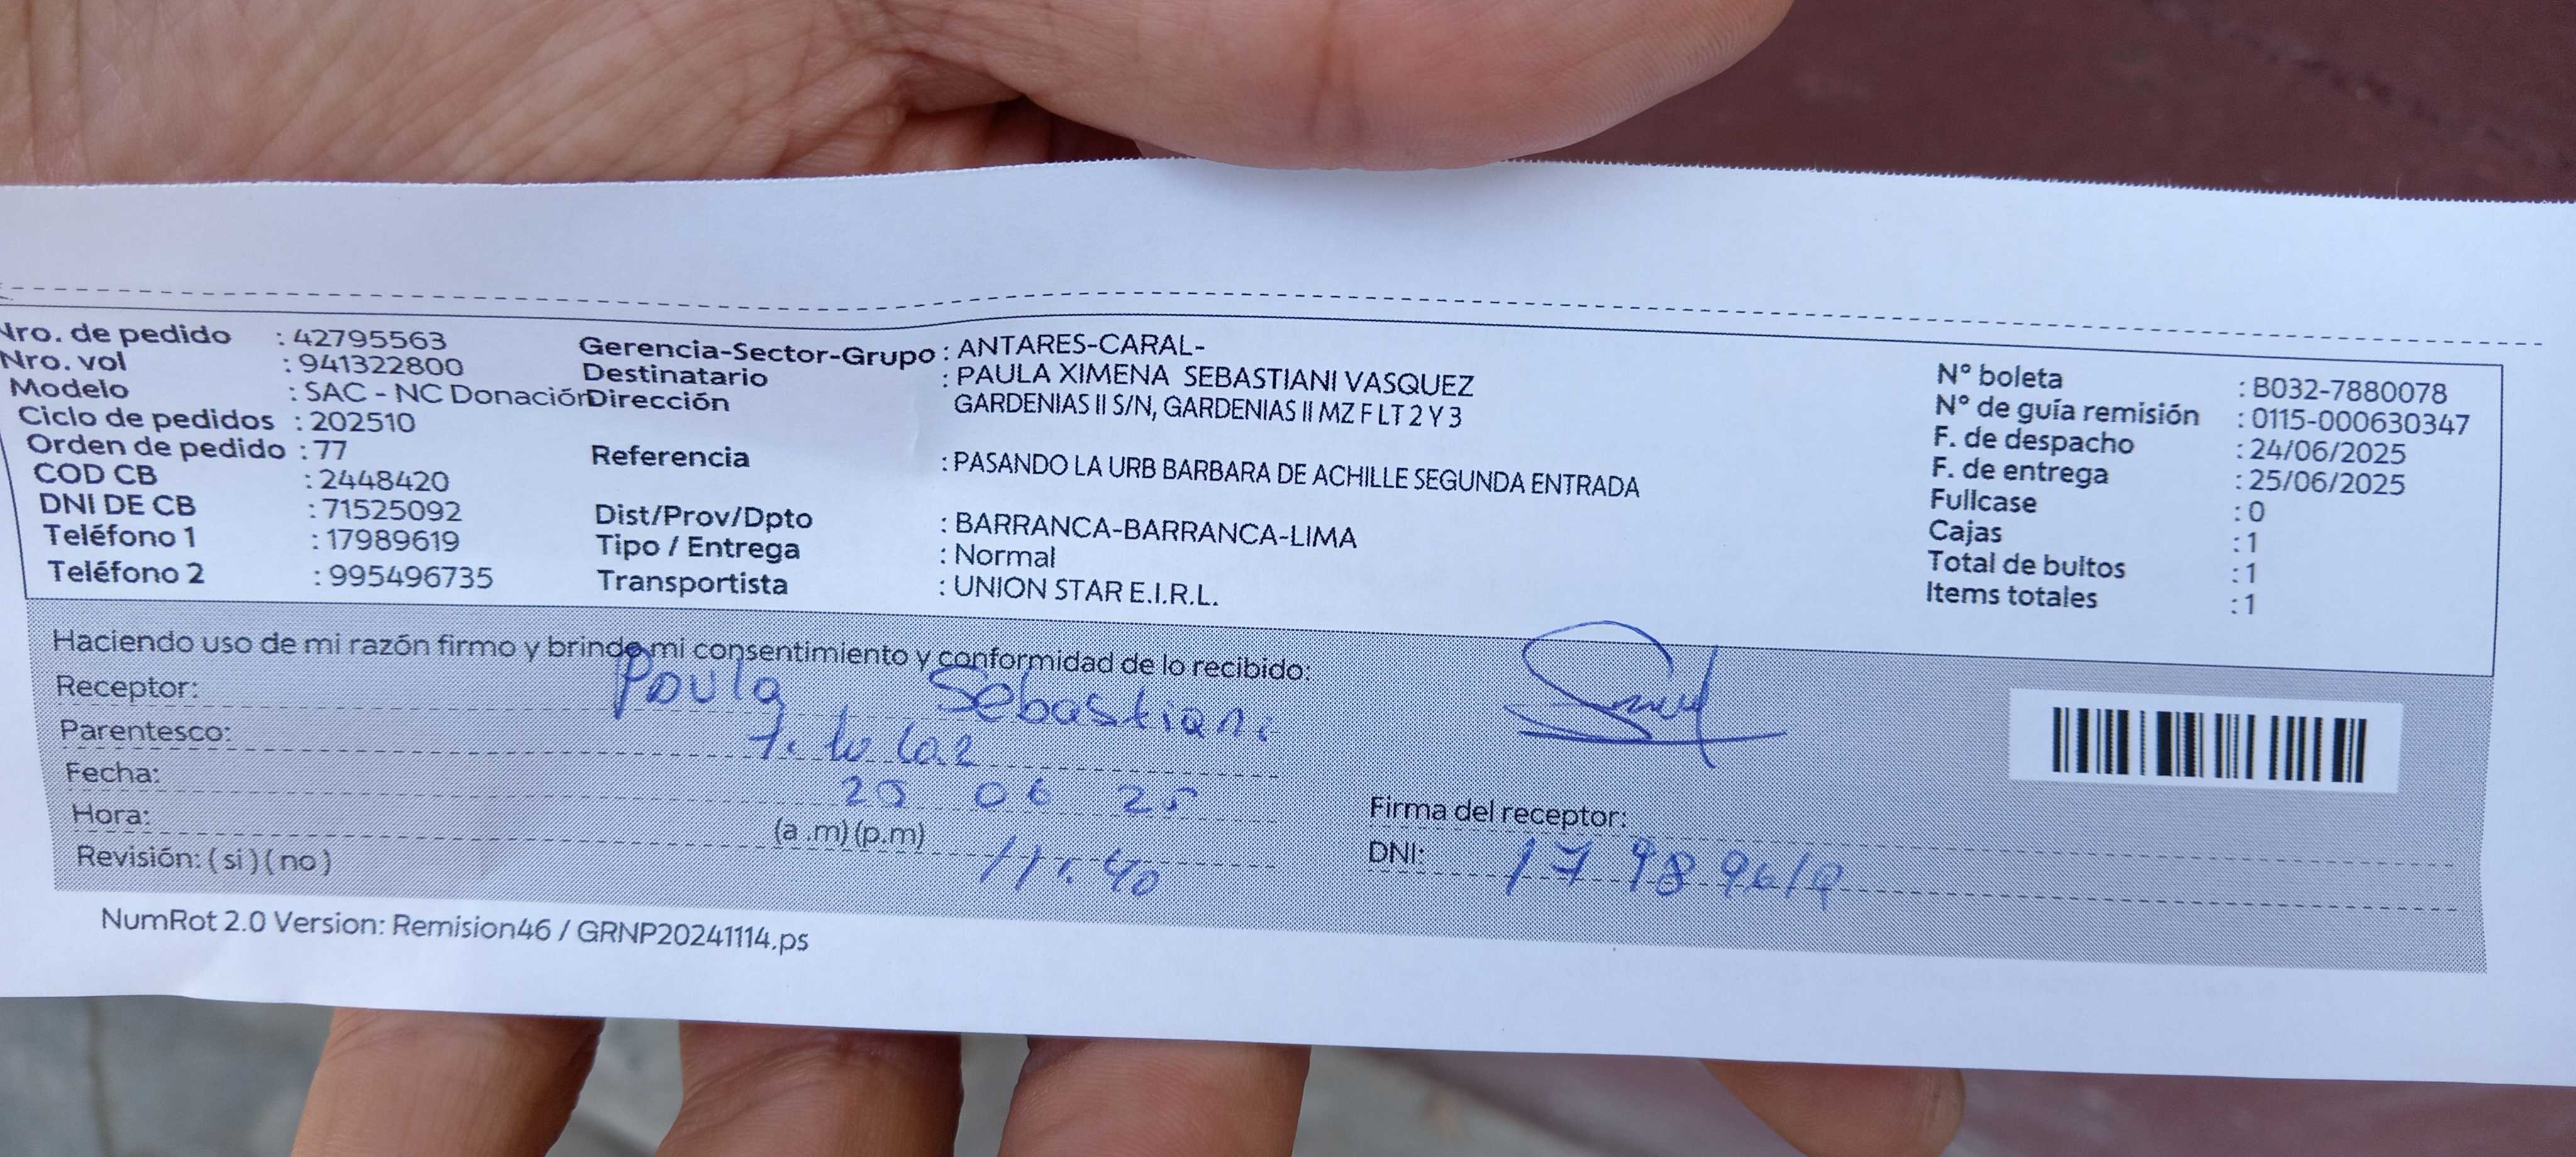 Nro. de pedido : 42795563
Nro. vol : 941322800
Modelo : SAC - NC Donación
Ciclo de pedidos : 202510
Orden de pedido : 77
COD CB : 2448420
DNI DE CB : 71525092
Teléfono 1 : 17989619
Teléfono 2 : 995496735
Gerencia-Sector-Grupo : ANTARES-CARAL-
Destinatario : PAULA XIMENA SEBASTIANI VASQUEZ
Dirección GARDENIAS II S/N, GARDENIAS II MZ F LT 2 Y 3
Referencia : PASANDO LA URB BARBARA DE ACHILLE SEGUNDA ENTRADA
Dist/Prov/Dpto : BARRANCA-BARRANCA-LIMA
Tipo / Entrega : Normal
Transportista : UNION STAR E.I.R.L.
N° boleta : B032-7880078
N° de guía remisión : 0115-000630347
F. de despacho : 24/06/2025
F. de entrega : 25/06/2025
Fullcase : 0
Cajas : 1
Total de bultos : 1
Items totales : 1
Haciendo uso de mi razón firmo y brindo mi consentimiento y conformidad de lo recibido:
Receptor: Paula Sebastiani
Parentesco: Titular
Fecha: 25 06 25
Hora: (a .m) (p.m) 11:40
Revisión: ( si ) ( no )
Firma del receptor:
DNI: 17989619
NumRot 2.0 Version: Remision46 / GRNP20241114.ps